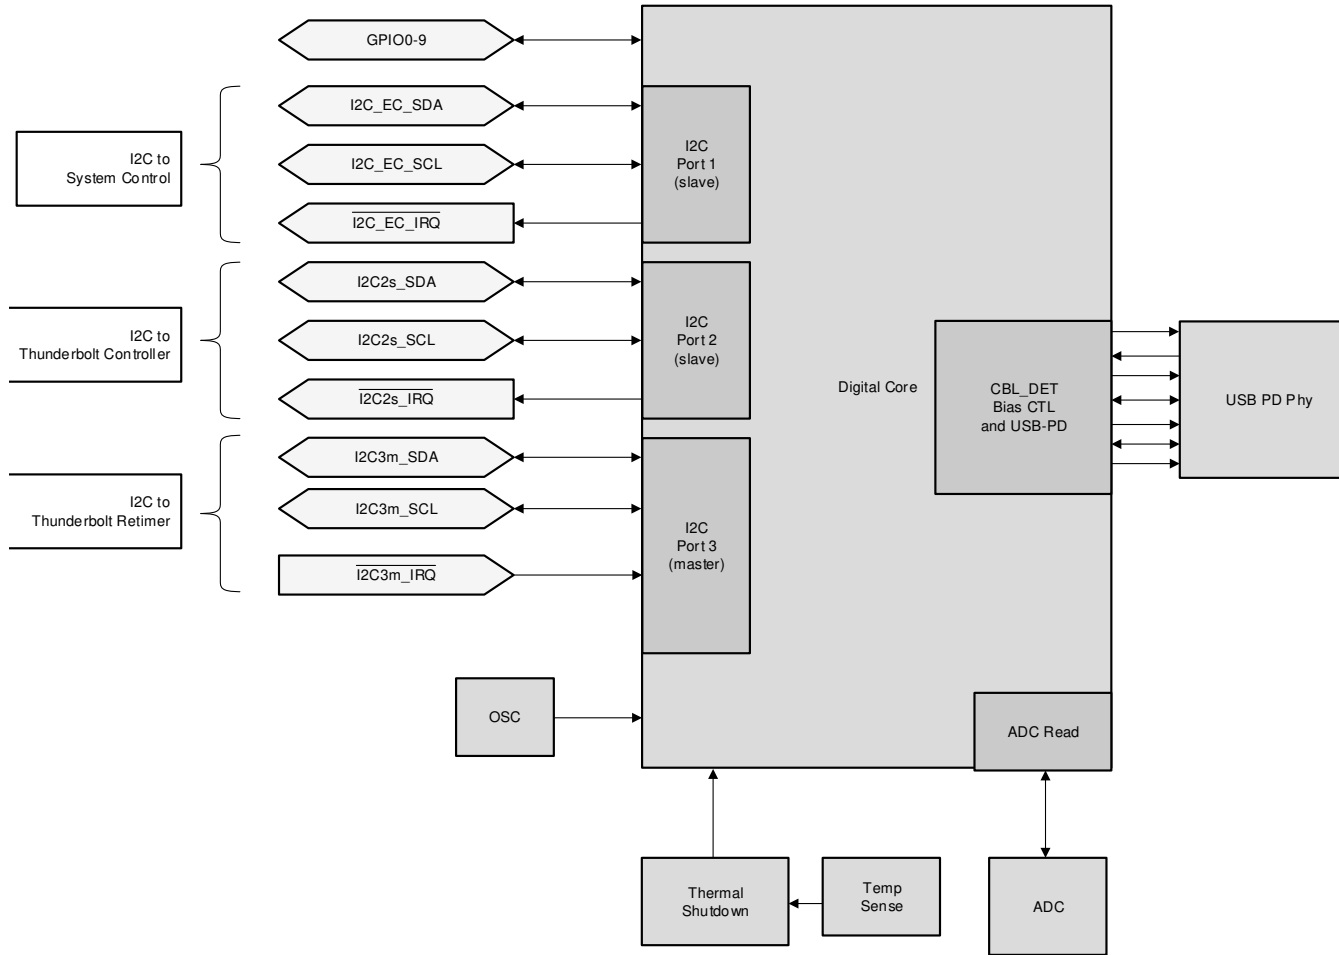 GPIO0-9
I2C to
System Control
I2C_EC_SDA
I2C_EC_SCL
I2C_EC_IRQ
I2C
Port 1
(slave)
I2C to
Thunderbolt Controller
I2C2s_SDA
I2C2s_SCL
I2C2s_IRQ
I2C
Port 2
(slave)
I2C to
Thunderbolt Retimer
I2C3m_SDA
I2C3m_SCL
I2C3m_IRQ
I2C
Port 3
(master)
Digital Core
CBL_DET
Bias CTL
and USB-PD
USB PD Phy
OSC
ADC Read
Thermal
Shutdown
Temp
Sense
ADC